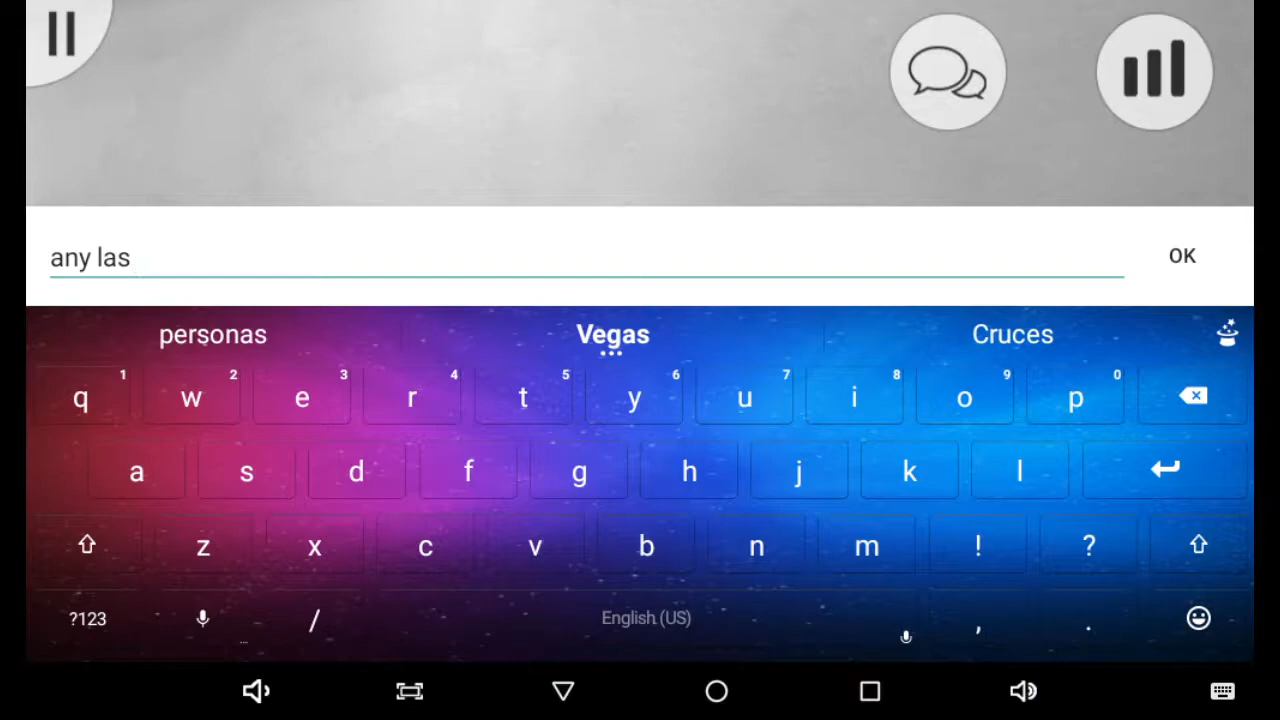 any las
OK
personas Vegas Cruces
1 2 3 4 5 6 7 8 9 0
q w e r t y u i o p
a s d f g h j k l
z x c v b n m ! ?
?123 / English (US) , .